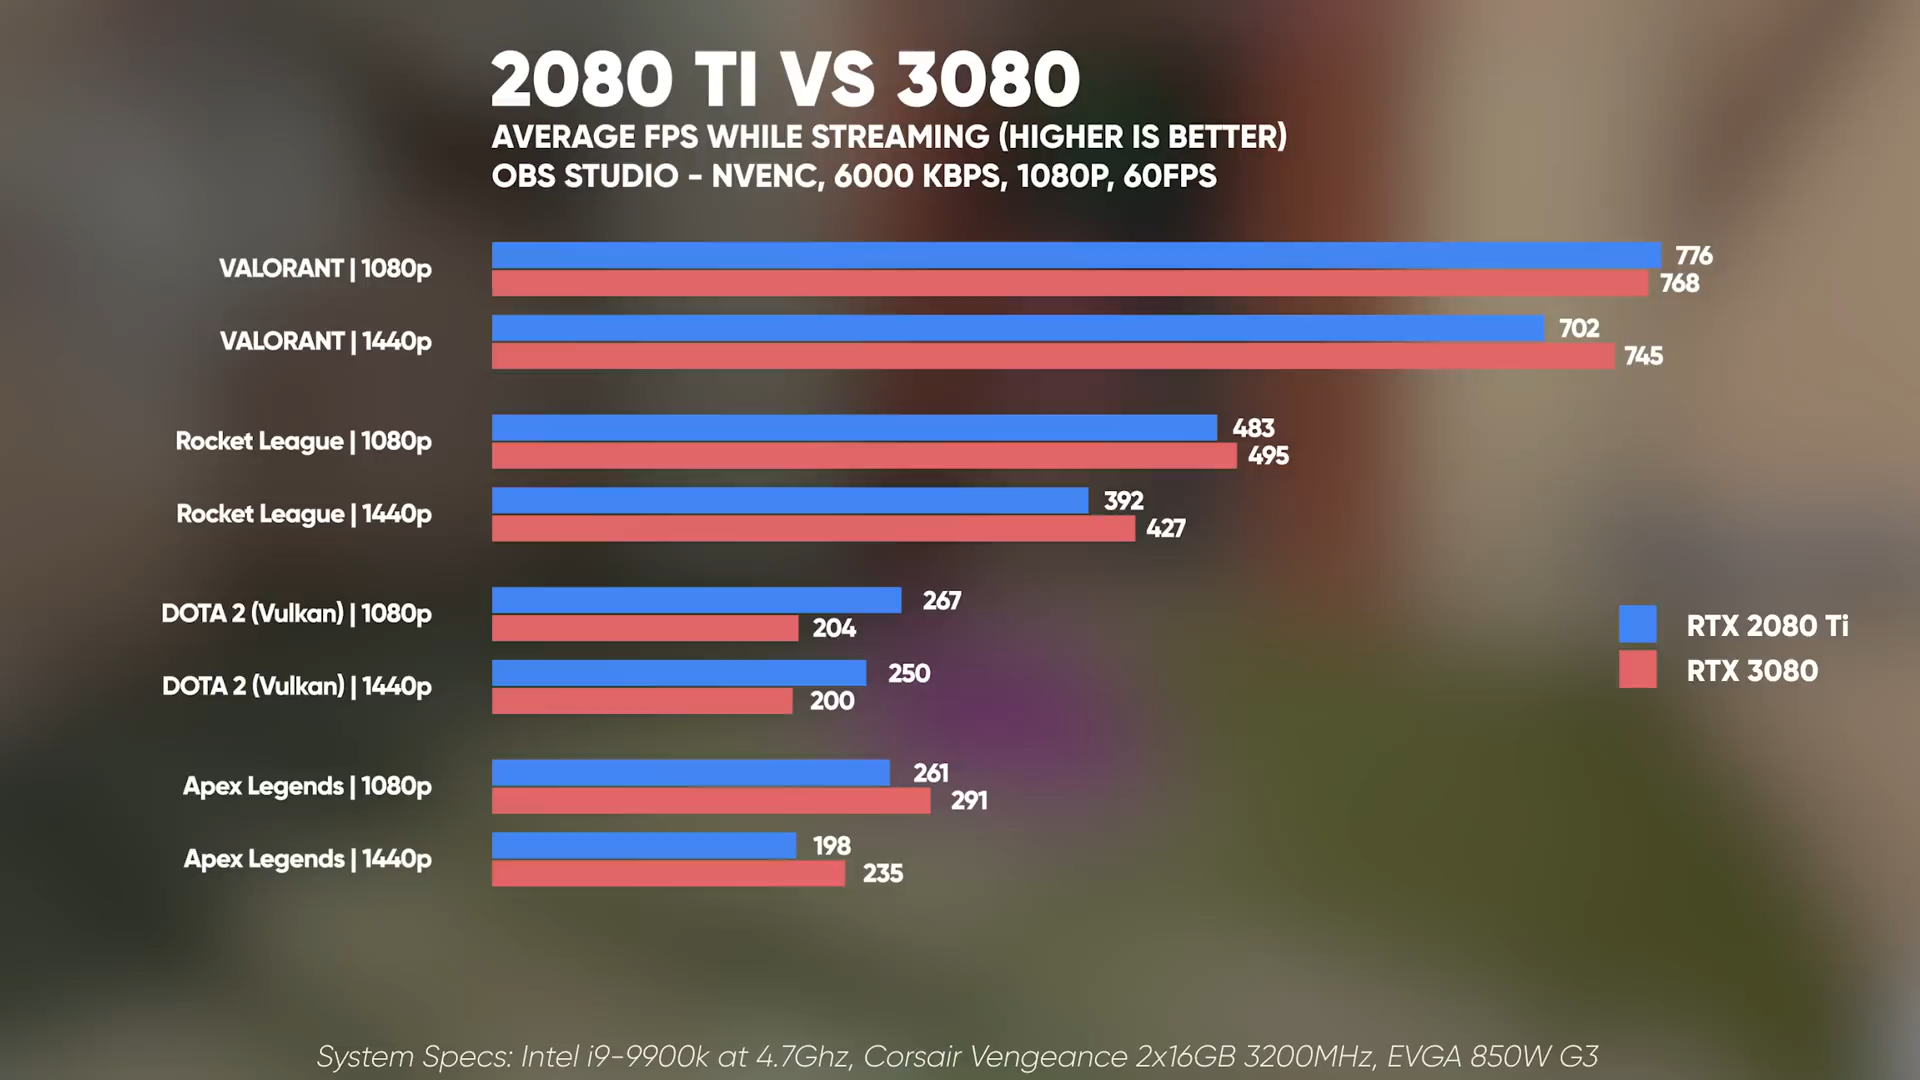 2080 TI VS 3080
AVERAGE FPS WHILE STREAMING (HIGHER IS BETTER)
OBS STUDIO - NVENC, 6000 KBPS, 1080P, 60FPS
VALORANT | 1080p
776
768
VALORANT | 1440p
702
745
Rocket League | 1080p
483
495
Rocket League | 1440p
392
427
DOTA 2 (Vulkan) | 1080p
267
204
DOTA 2 (Vulkan) | 1440p
250
200
Apex Legends | 1080p
261
291
Apex Legends | 1440p
198
235
RTX 2080 Ti
RTX 3080
System Specs: Intel i9-9900k at 4.7Ghz, Corsair Vengeance 2x16GB 3200MHz, EVGA 850W G3